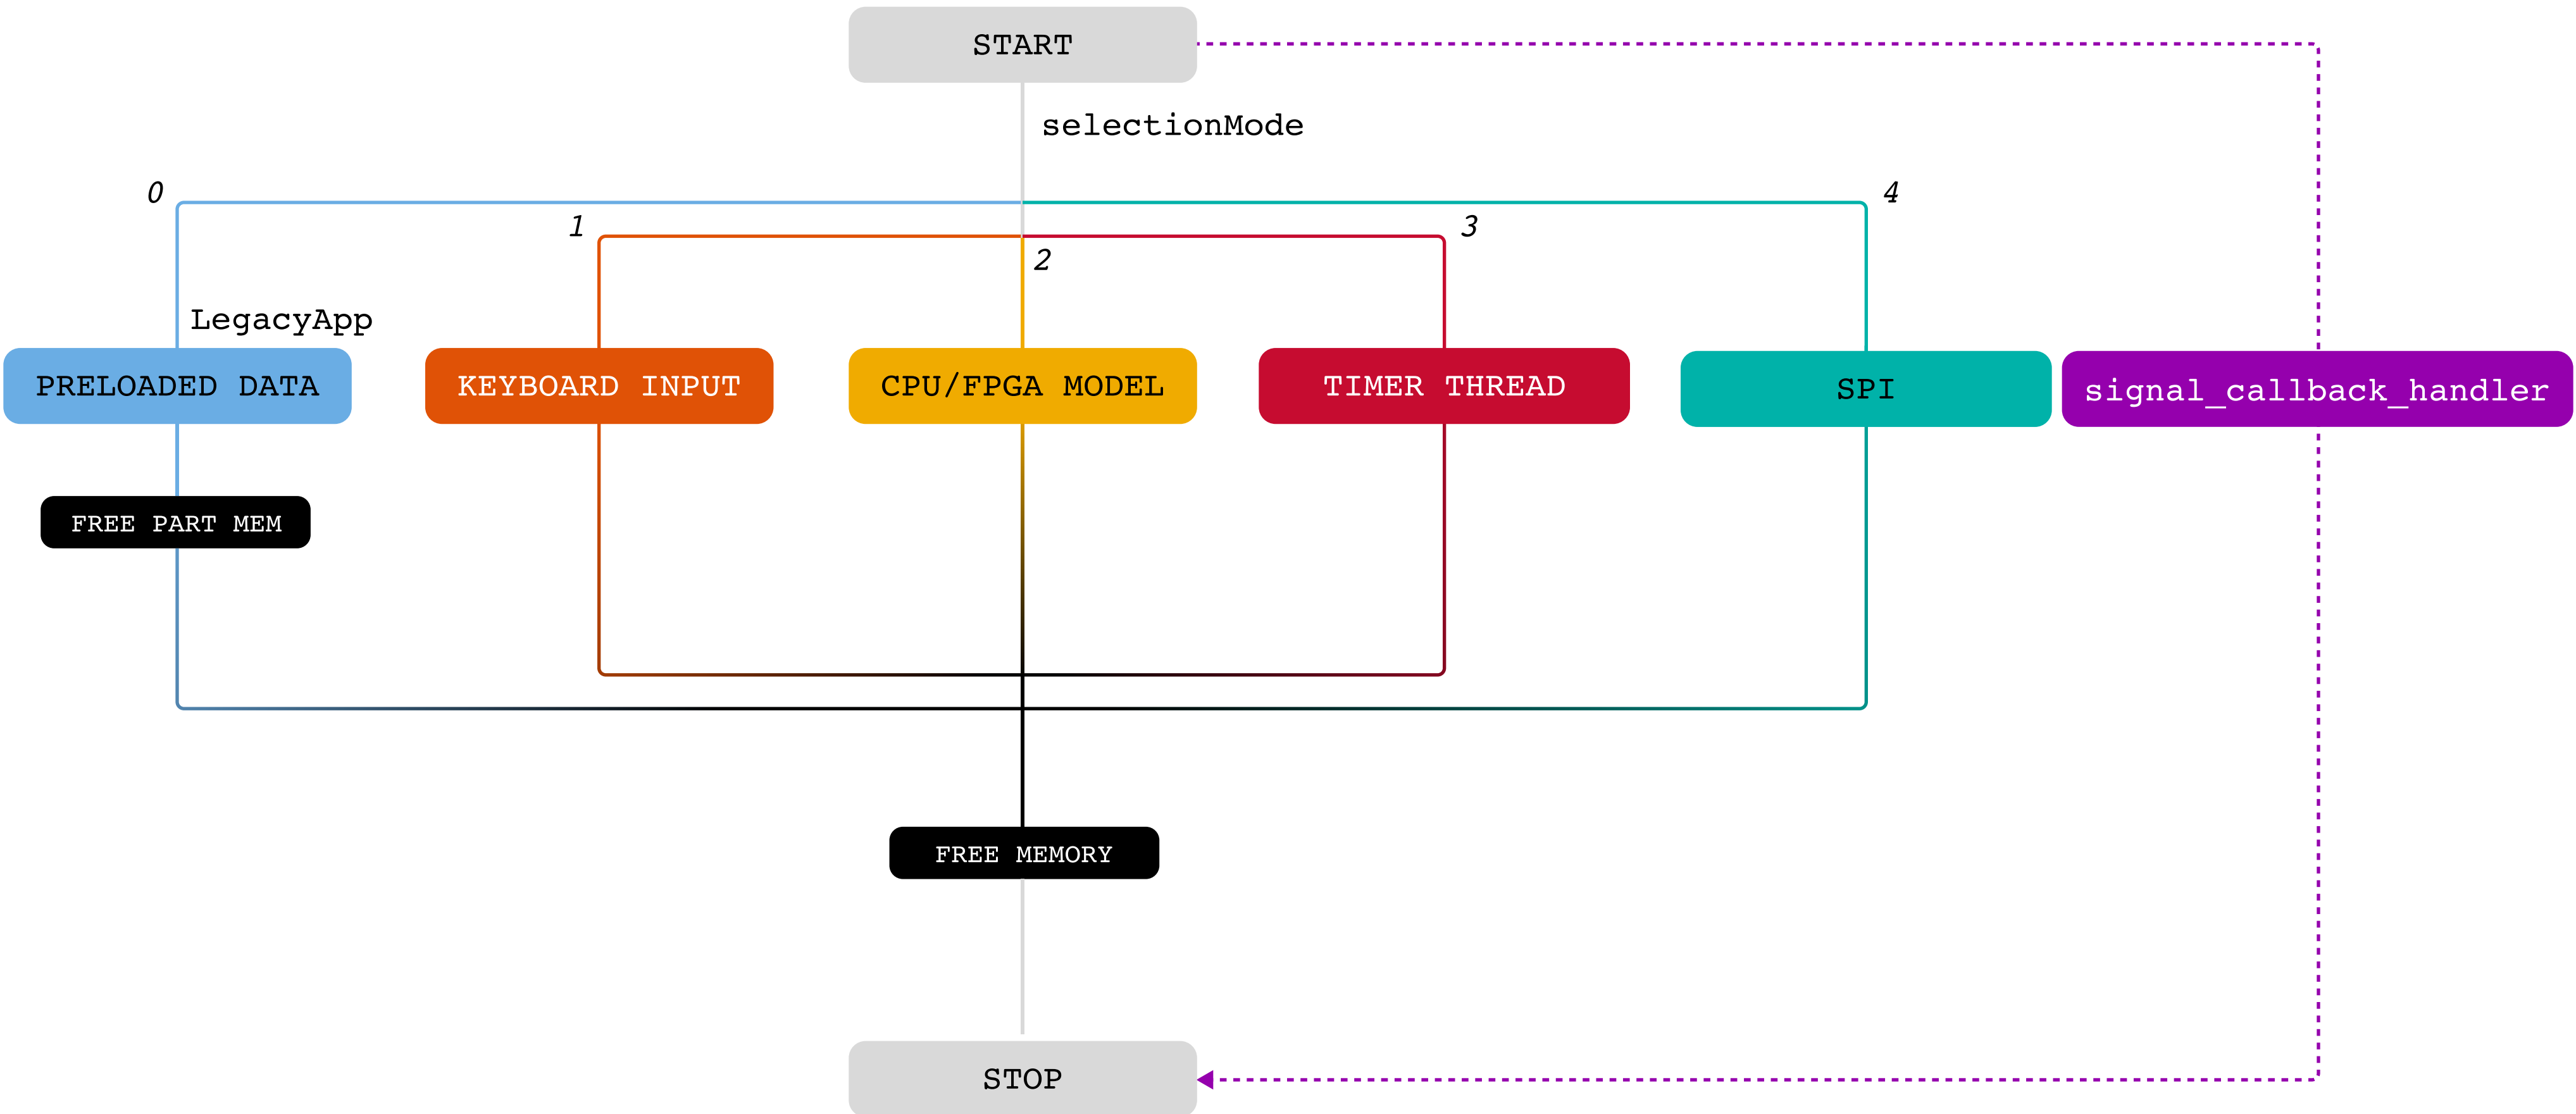 START
selectionMode
0
4
1
3
2
LegacyApp
PRELOADED DATA
KEYBOARD INPUT
CPU/FPGA MODEL
TIMER THREAD
SPI
signal_callback_handler
FREE PART MEM
FREE MEMORY
STOP